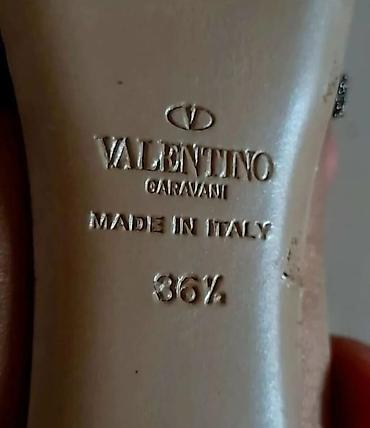 V
VALENTINO
GARAVANI
MADE IN ITALY
36½